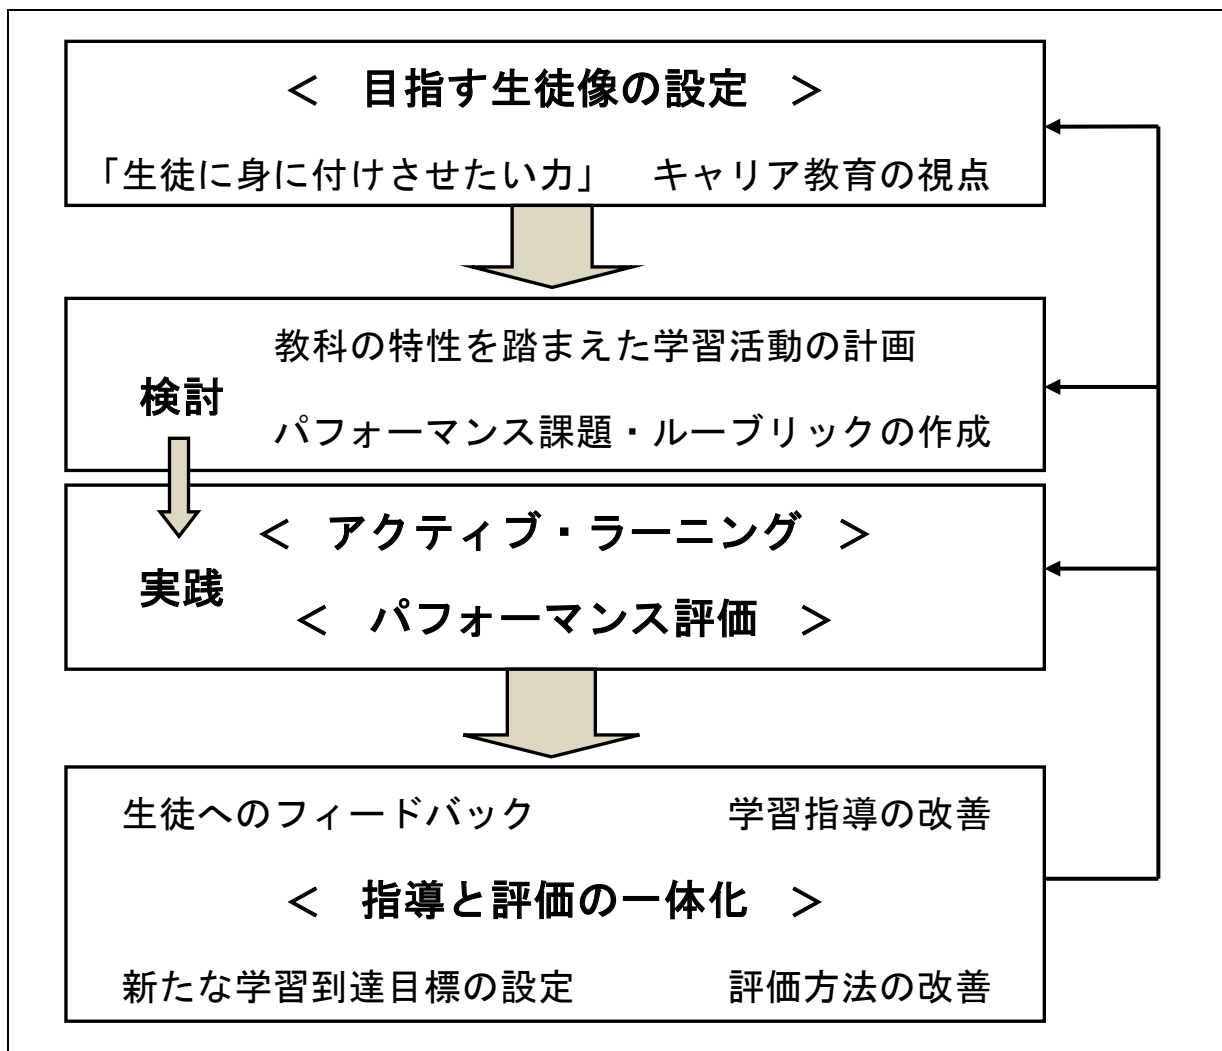 ＜　目指す生徒像の設定　＞
「生徒に身に付けさせたい力」　キャリア教育の視点
教科の特性を踏まえた学習活動の計画
検討
パフォーマンス課題・ルーブリックの作成
＜　アクティブ・ラーニング　＞
実践
＜　パフォーマンス評価　＞
生徒へのフィードバック　学習指導の改善
＜　指導と評価の一体化　＞
新たな学習到達目標の設定　評価方法の改善